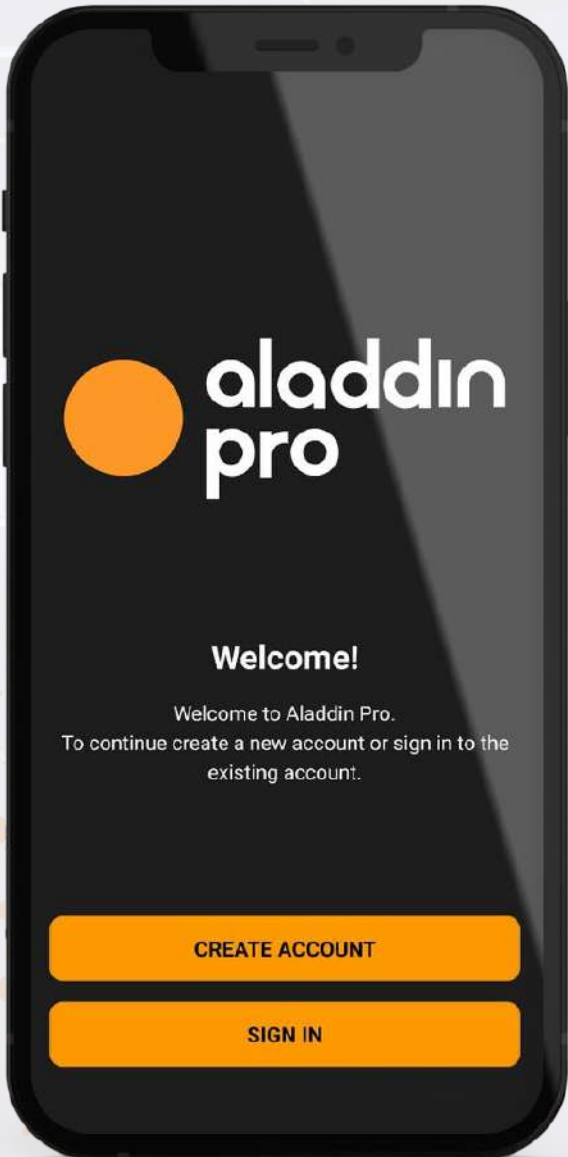 aladdin
pro
Welcome!
Welcome to Aladdin Pro.
To continue create a new account or sign in to the
existing account.
CREATE ACCOUNT
SIGN IN